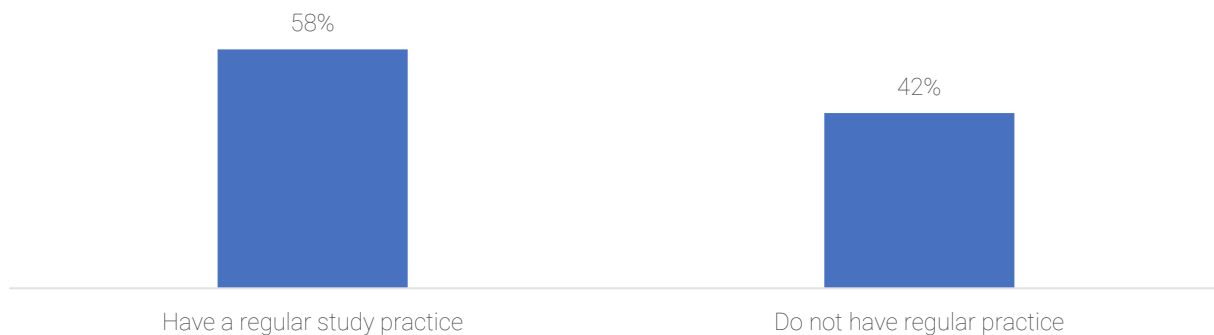 58%
42%
Have a regular study practice
Do not have regular practice